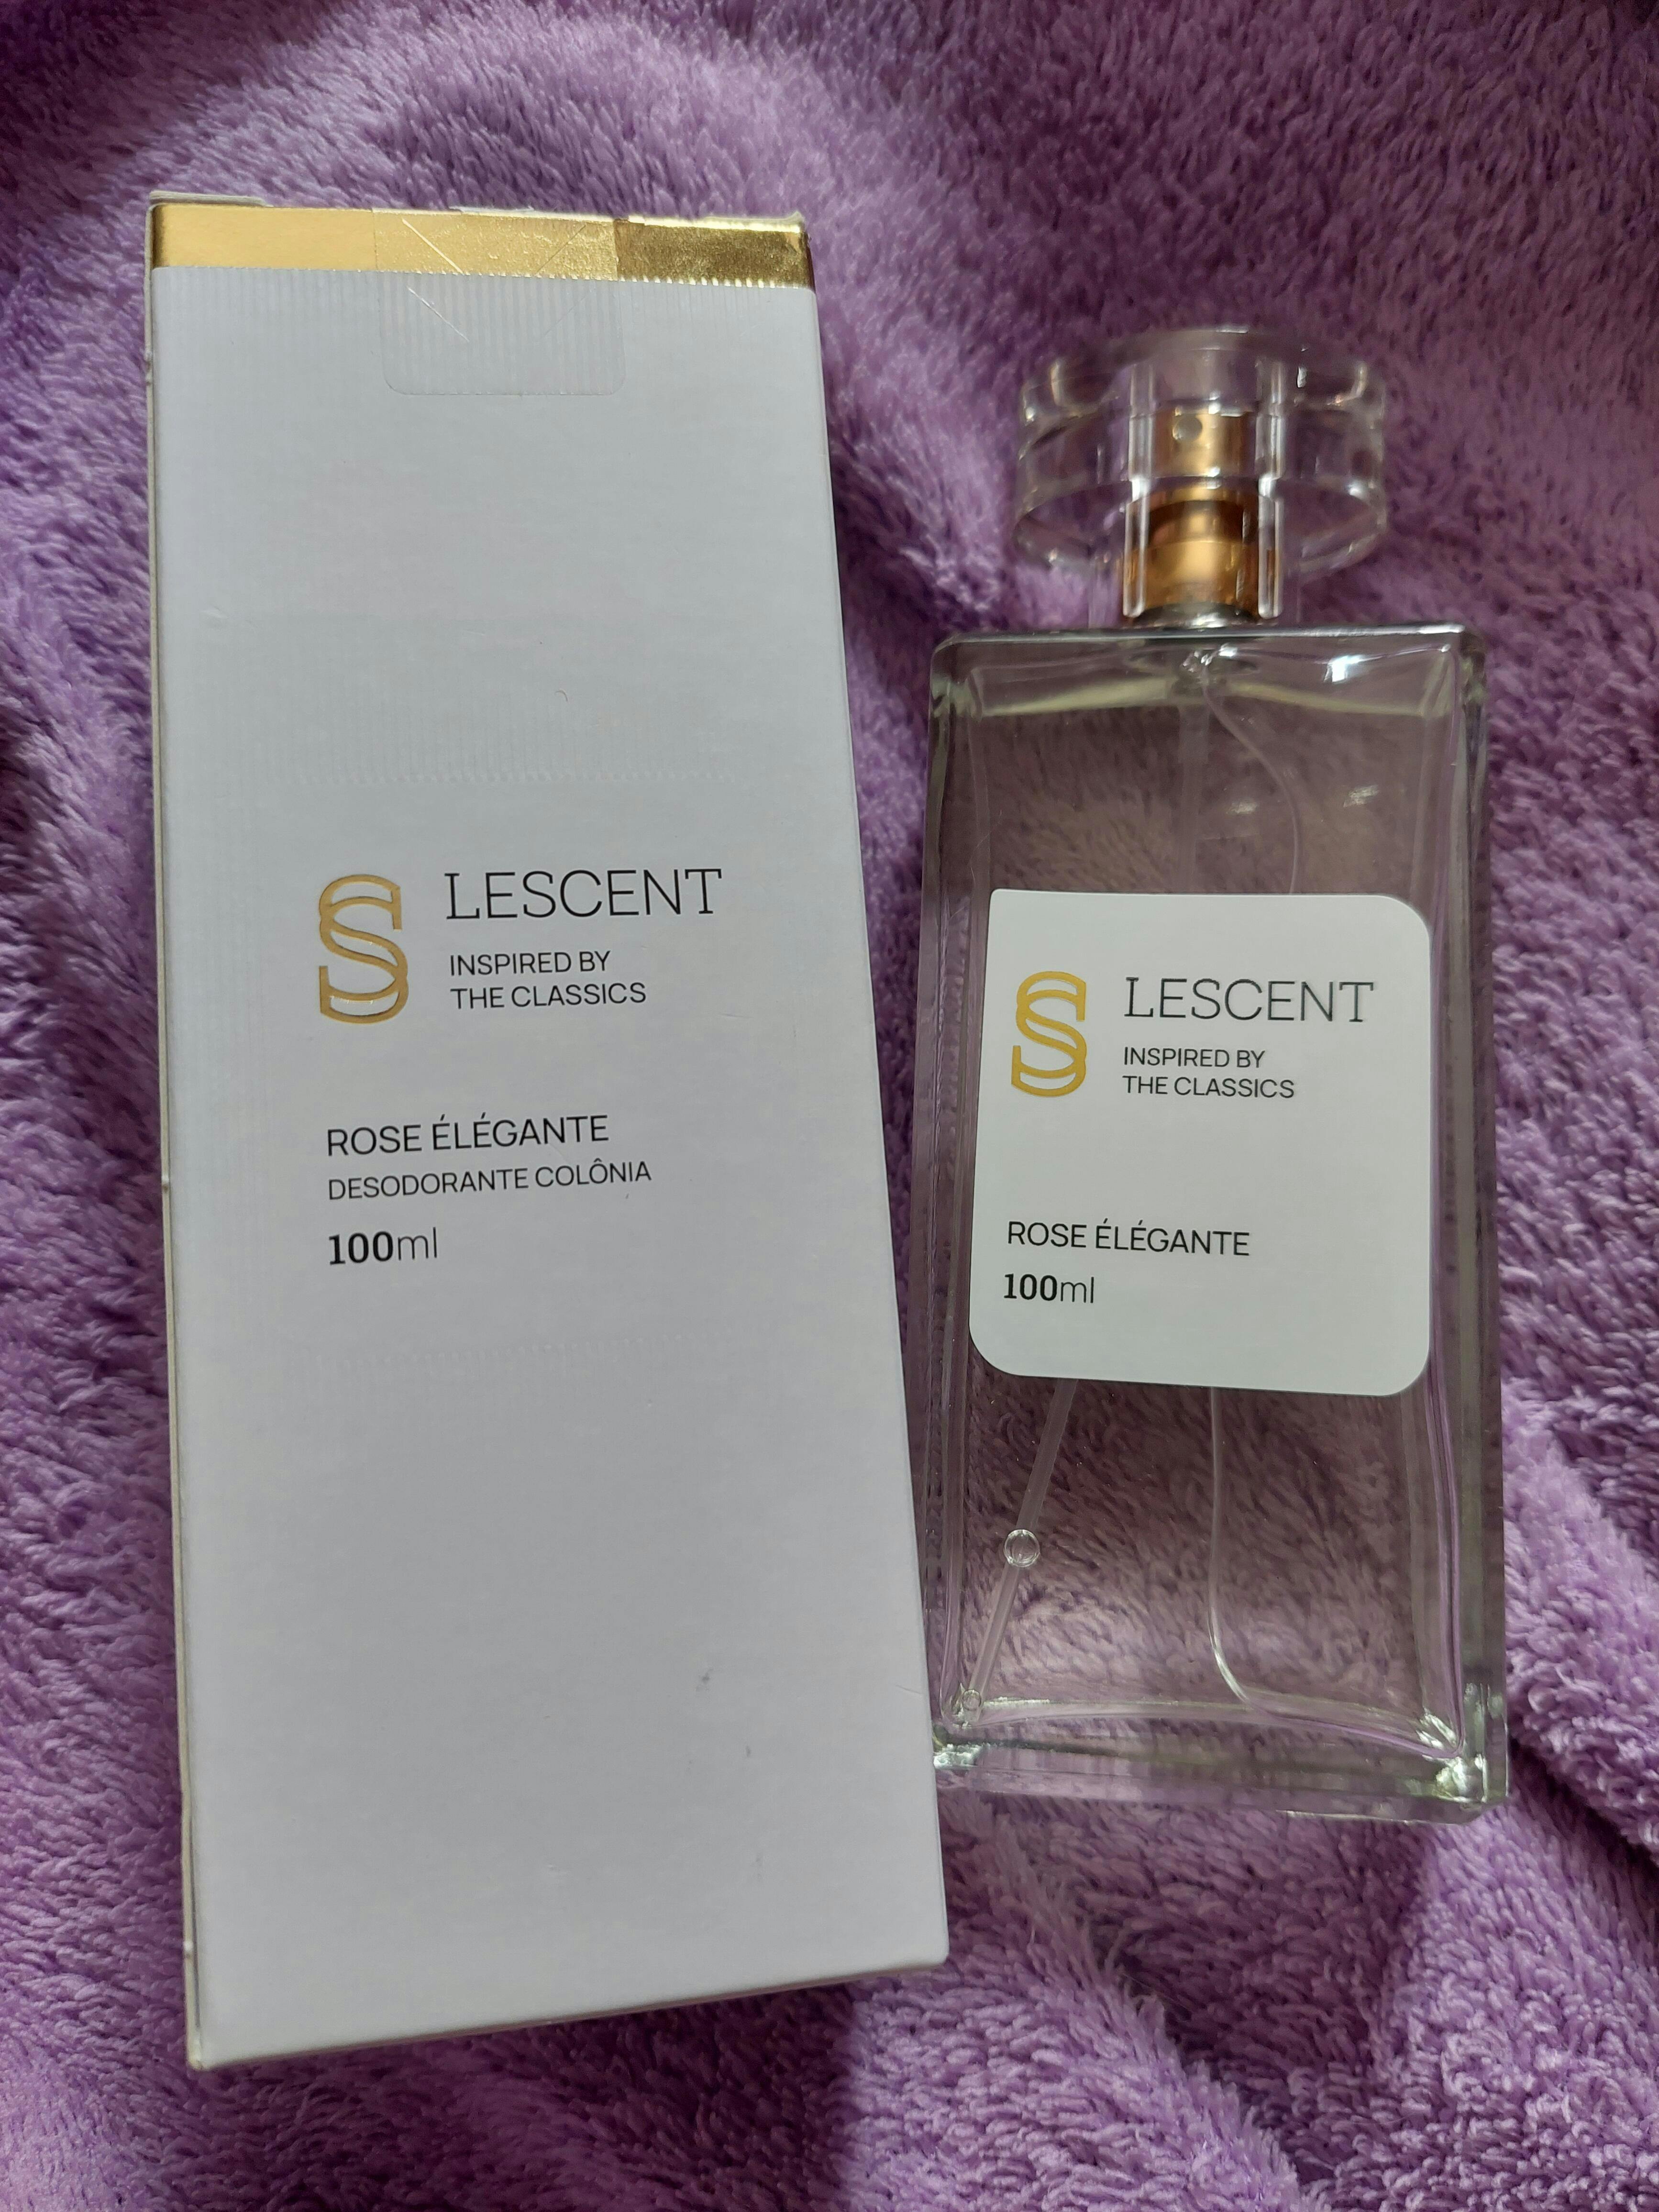 LESCENT
INSPIRED BY
THE CLASSICS
ROSE ÉLÉGANTE
DESODORANTE COLÔNIA
100ml
LESCENT
INSPIRED BY
THE CLASSICS
ROSE ÉLÉGANTE
100ml